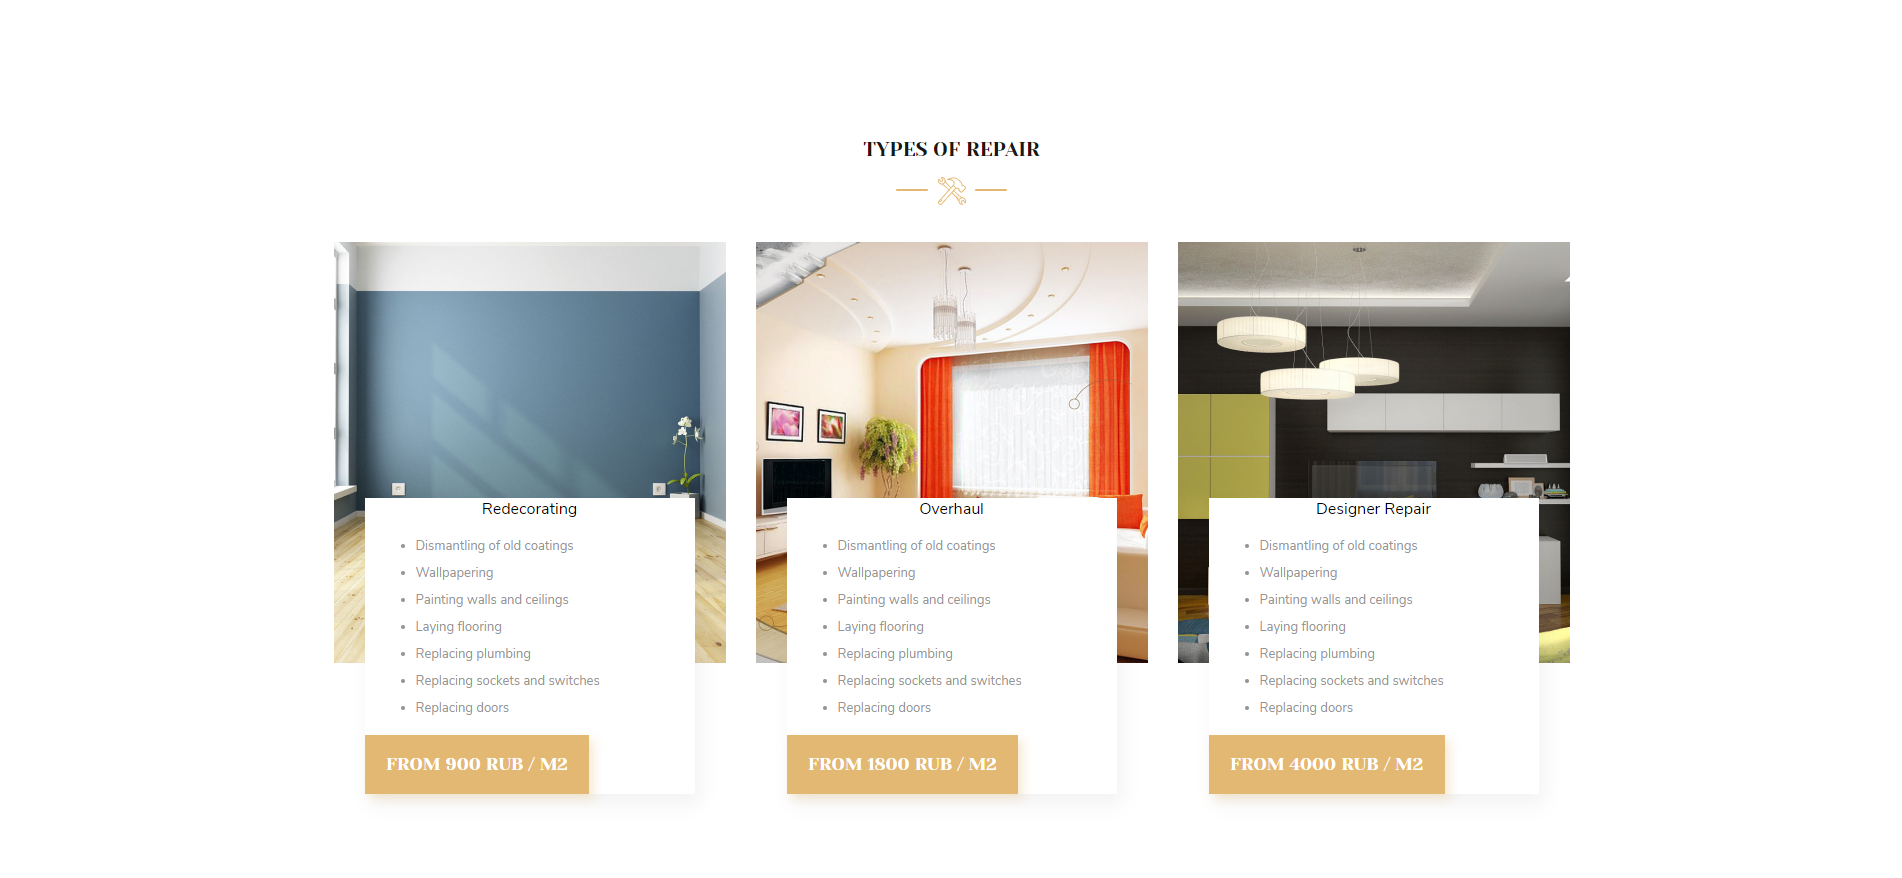 TYPES OF REPAIR
Redecorating
Dismantling of old coatings
Wallpapering
Painting walls and ceilings
Laying flooring
Replacing plumbing
Replacing sockets and switches
Replacing doors
FROM 900 RUB / M2
Overhaul
Dismantling of old coatings
Wallpapering
Painting walls and ceilings
Laying flooring
Replacing plumbing
Replacing sockets and switches
Replacing doors
FROM 1800 RUB / M2
Designer Repair
Dismantling of old coatings
Wallpapering
Painting walls and ceilings
Laying flooring
Replacing plumbing
Replacing sockets and switches
Replacing doors
FROM 4000 RUB / M2